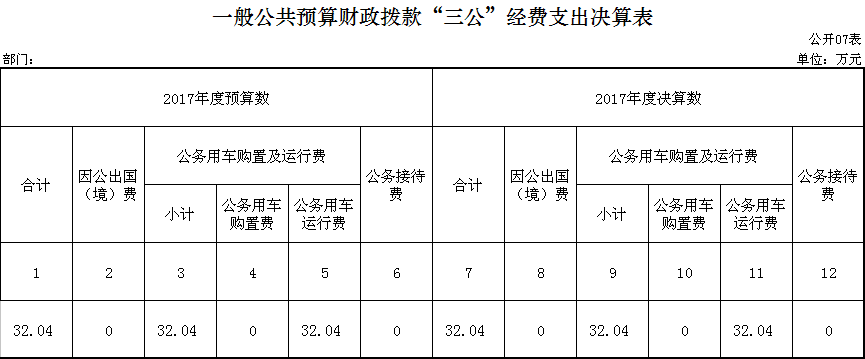 一般公共预算财政拨款“三公”经费支出决算表
公开07表
部门： 单位：万元
2017年度预算数 2017年度决算数
合计 因公出国（境）费 公务用车购置及运行费 公务接待费 合计 因公出国（境）费 公务用车购置及运行费 公务接待费
小计 公务用车购置费 公务用车运行费 小计 公务用车购置费 公务用车运行费
1 2 3 4 5 6 7 8 9 10 11 12
32.04 0 32.04 0 32.04 0 32.04 0 32.04 0 32.04 0